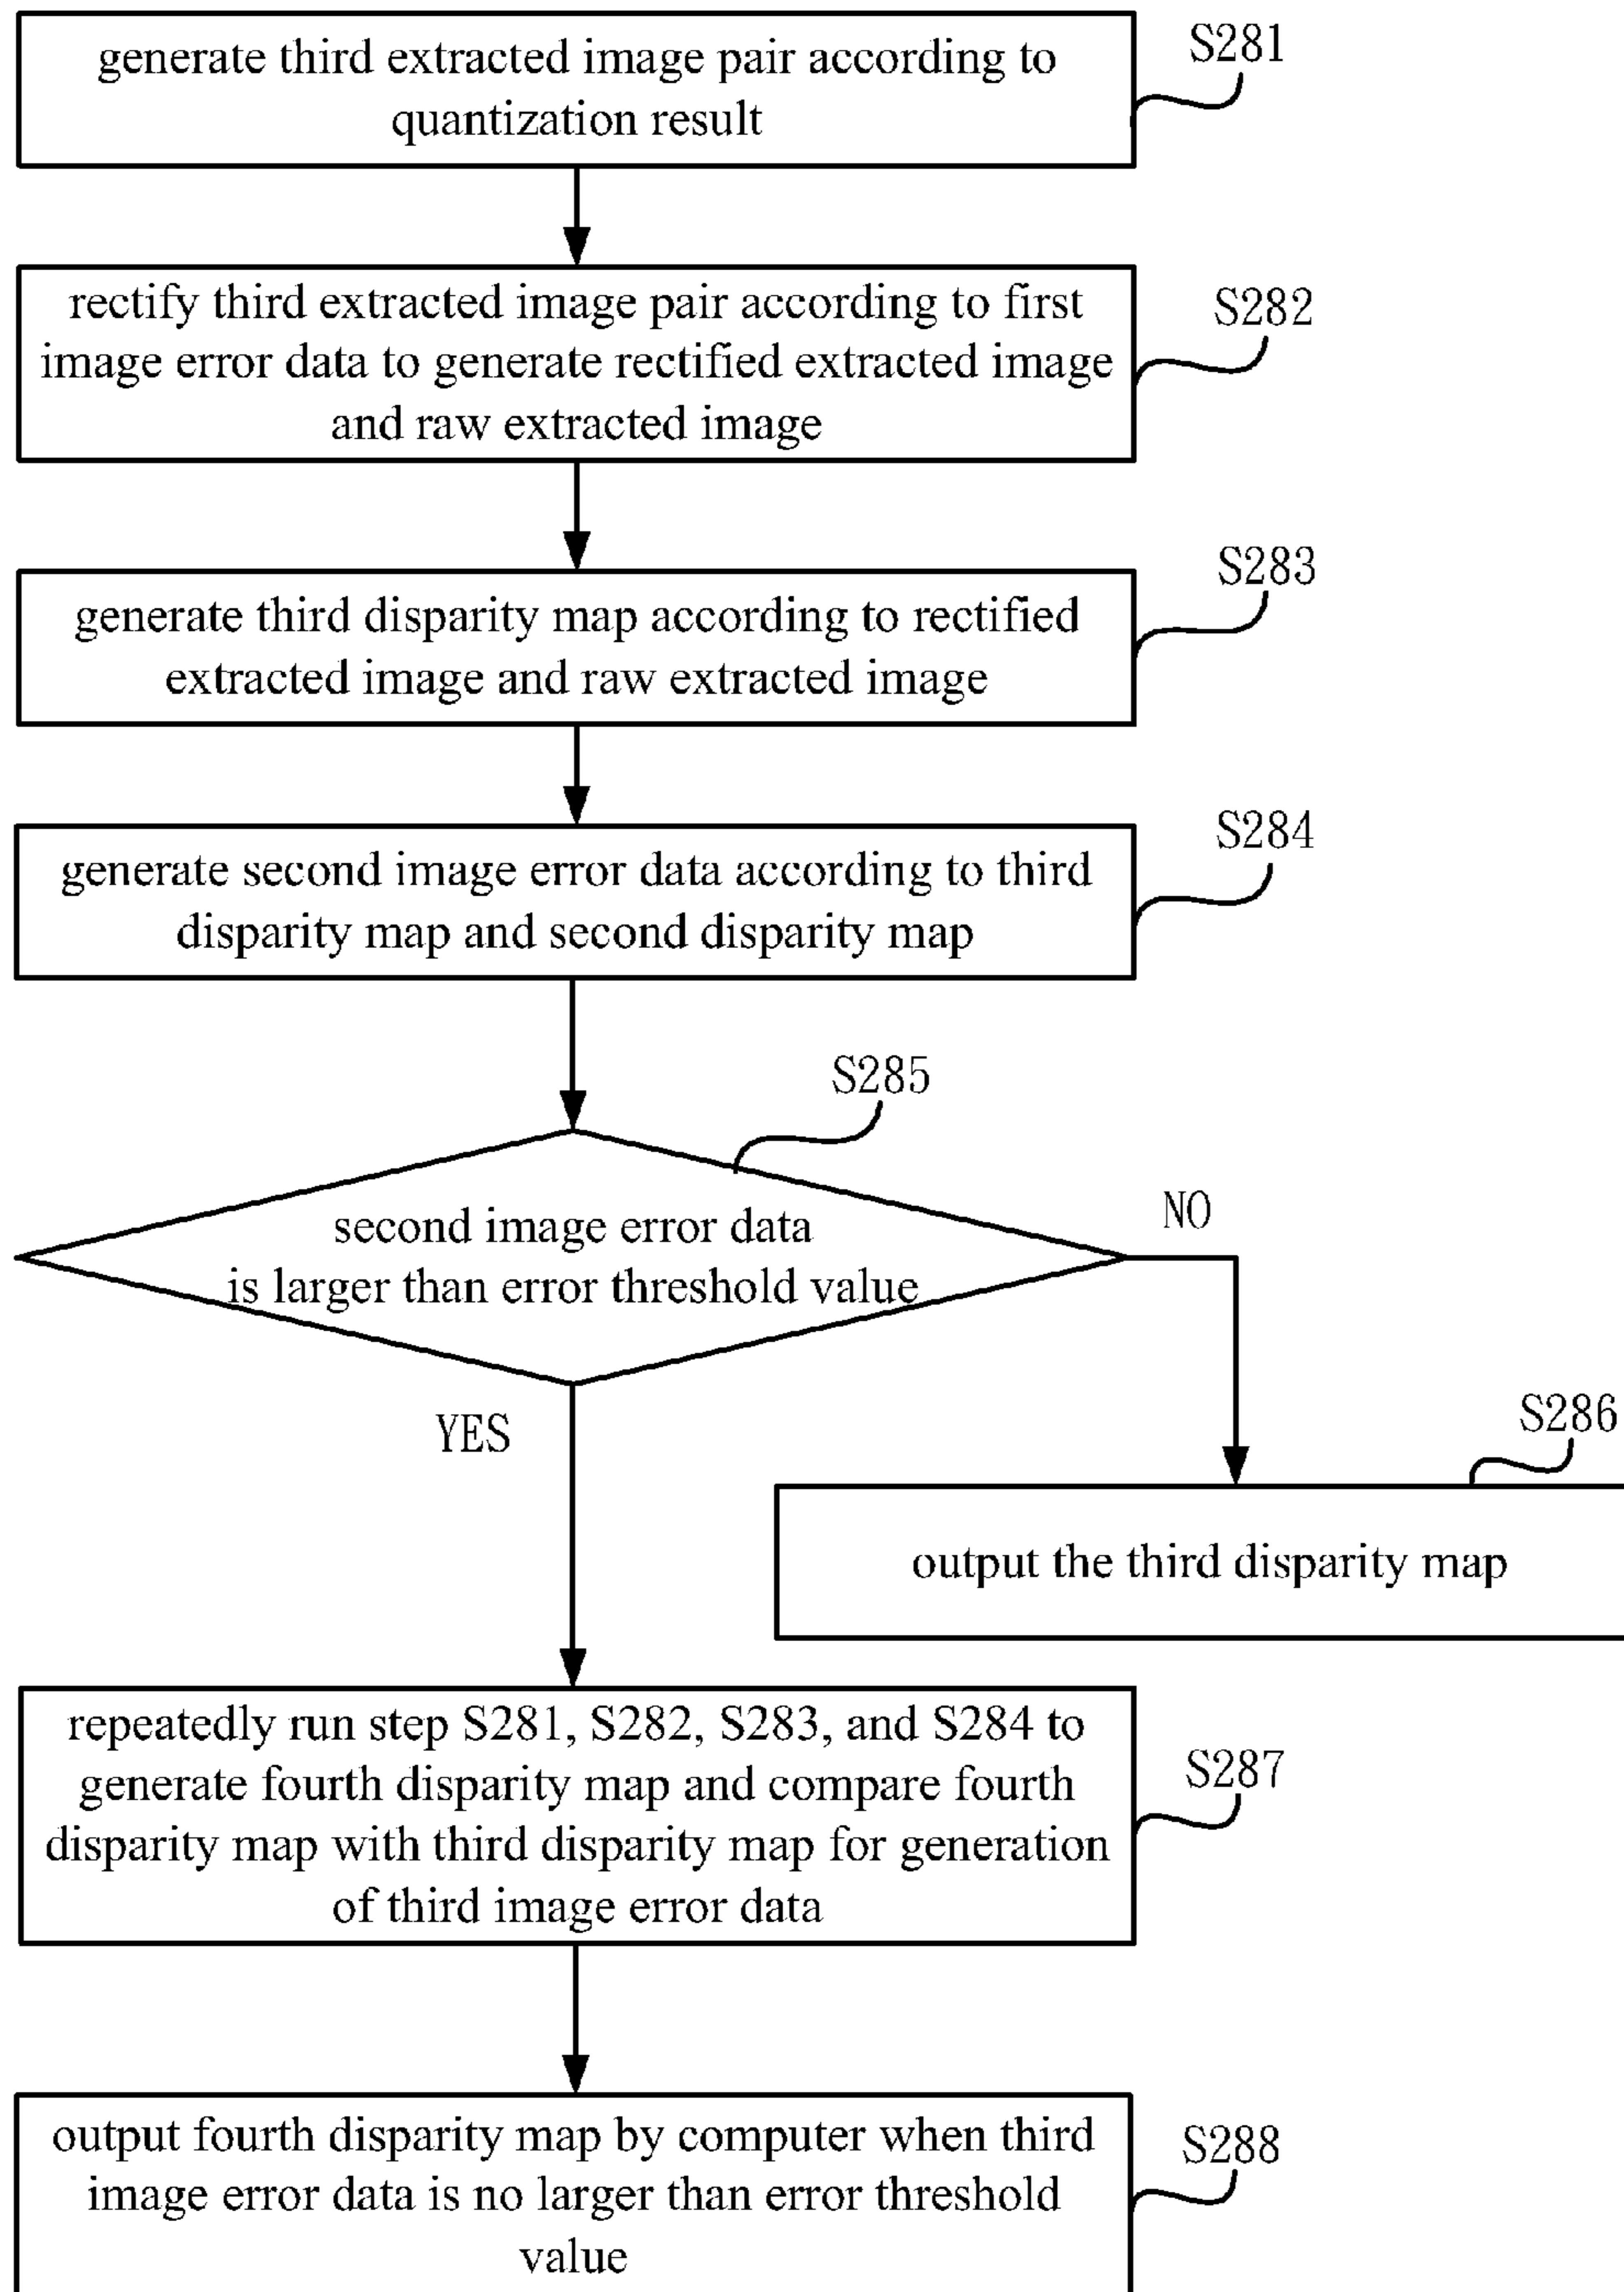 generate third extracted image pair according to
quantization result
S281
rectify third extracted image pair according to first
image error data to generate rectified extracted image
and raw extracted image
S282
generate third disparity map according to rectified
extracted image and raw extracted image
S283
generate second image error data according to third
disparity map and second disparity map
S284
S285
second image error data
is larger than error threshold value
NO
YES
S286
output the third disparity map
repeatedly run step S281, S282, S283, and S284 to
generate fourth disparity map and compare fourth
disparity map with third disparity map for generation
of third image error data
S287
output fourth disparity map by computer when third
image error data is no larger than error threshold
value
S288